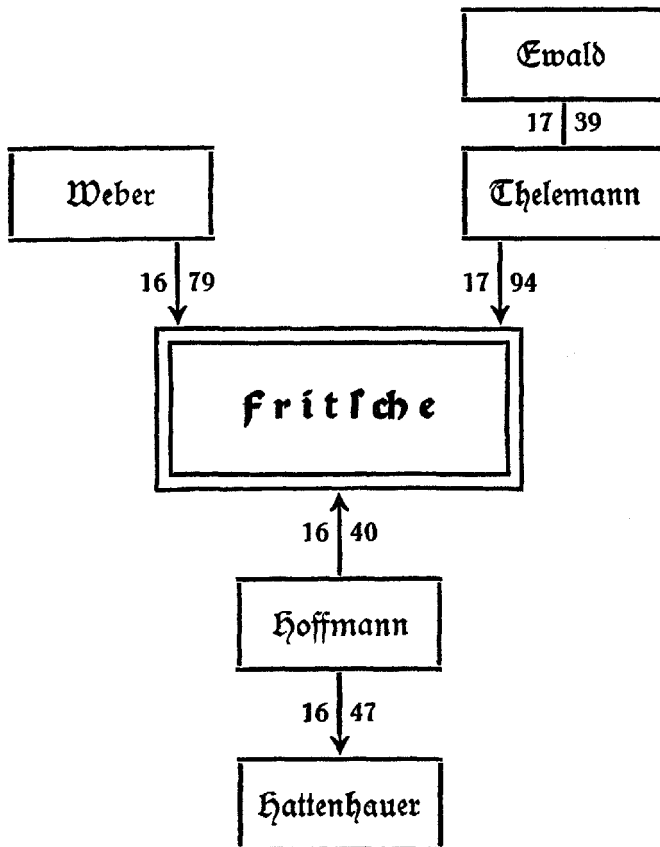 Ewald
17 39
Weber
Thelemann
16 79
17 94
Fritsche
16 40
Hoffmann
16 47
Hattenhauer